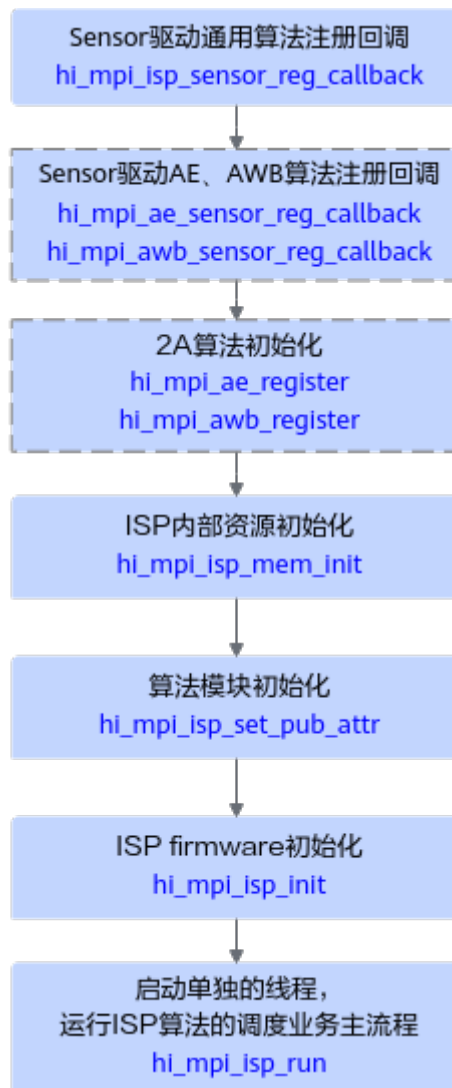 Sensor驱动通用算法注册回调
hi_mpi_isp_sensor_reg_callback
Sensor驱动AE、AWB算法注册回调
hi_mpi_ae_sensor_reg_callback
hi_mpi_awb_sensor_reg_callback
2A算法初始化
hi_mpi_ae_register
hi_mpi_awb_register
ISP内部资源初始化
hi_mpi_isp_mem_init
算法模块初始化
hi_mpi_isp_set_pub_attr
ISP firmware初始化
hi_mpi_isp_init
启动单独的线程，
运行ISP算法的调度业务主流程
hi_mpi_isp_run